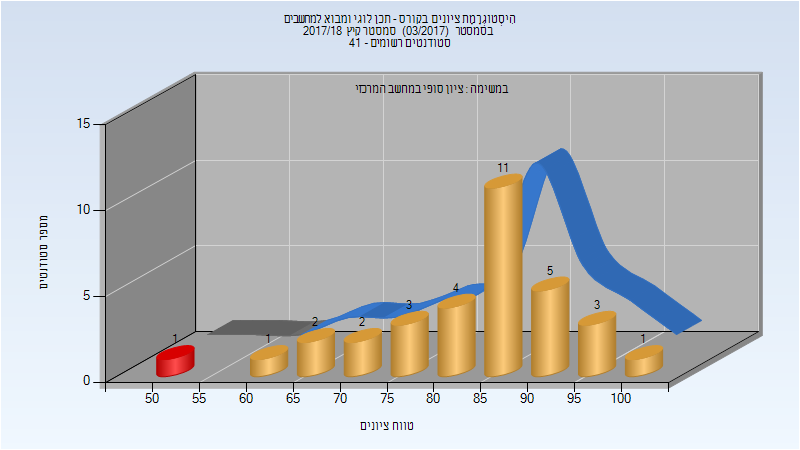 היסטוגרמת ציונים בקורס - תכן לוגי ומבוא למחשבים
בסמסטר (03/2017) סמסטר קיץ 2017/18
סטודנטים רשומים - 41
במשימה : ציון סופי במחשב המרכזי
מספר סטודנטים
15
10
5
0
1
1
2
2
3
4
11
5
3
1
50 55 60 65 70 75 80 85 90 95 100
טווח ציונים